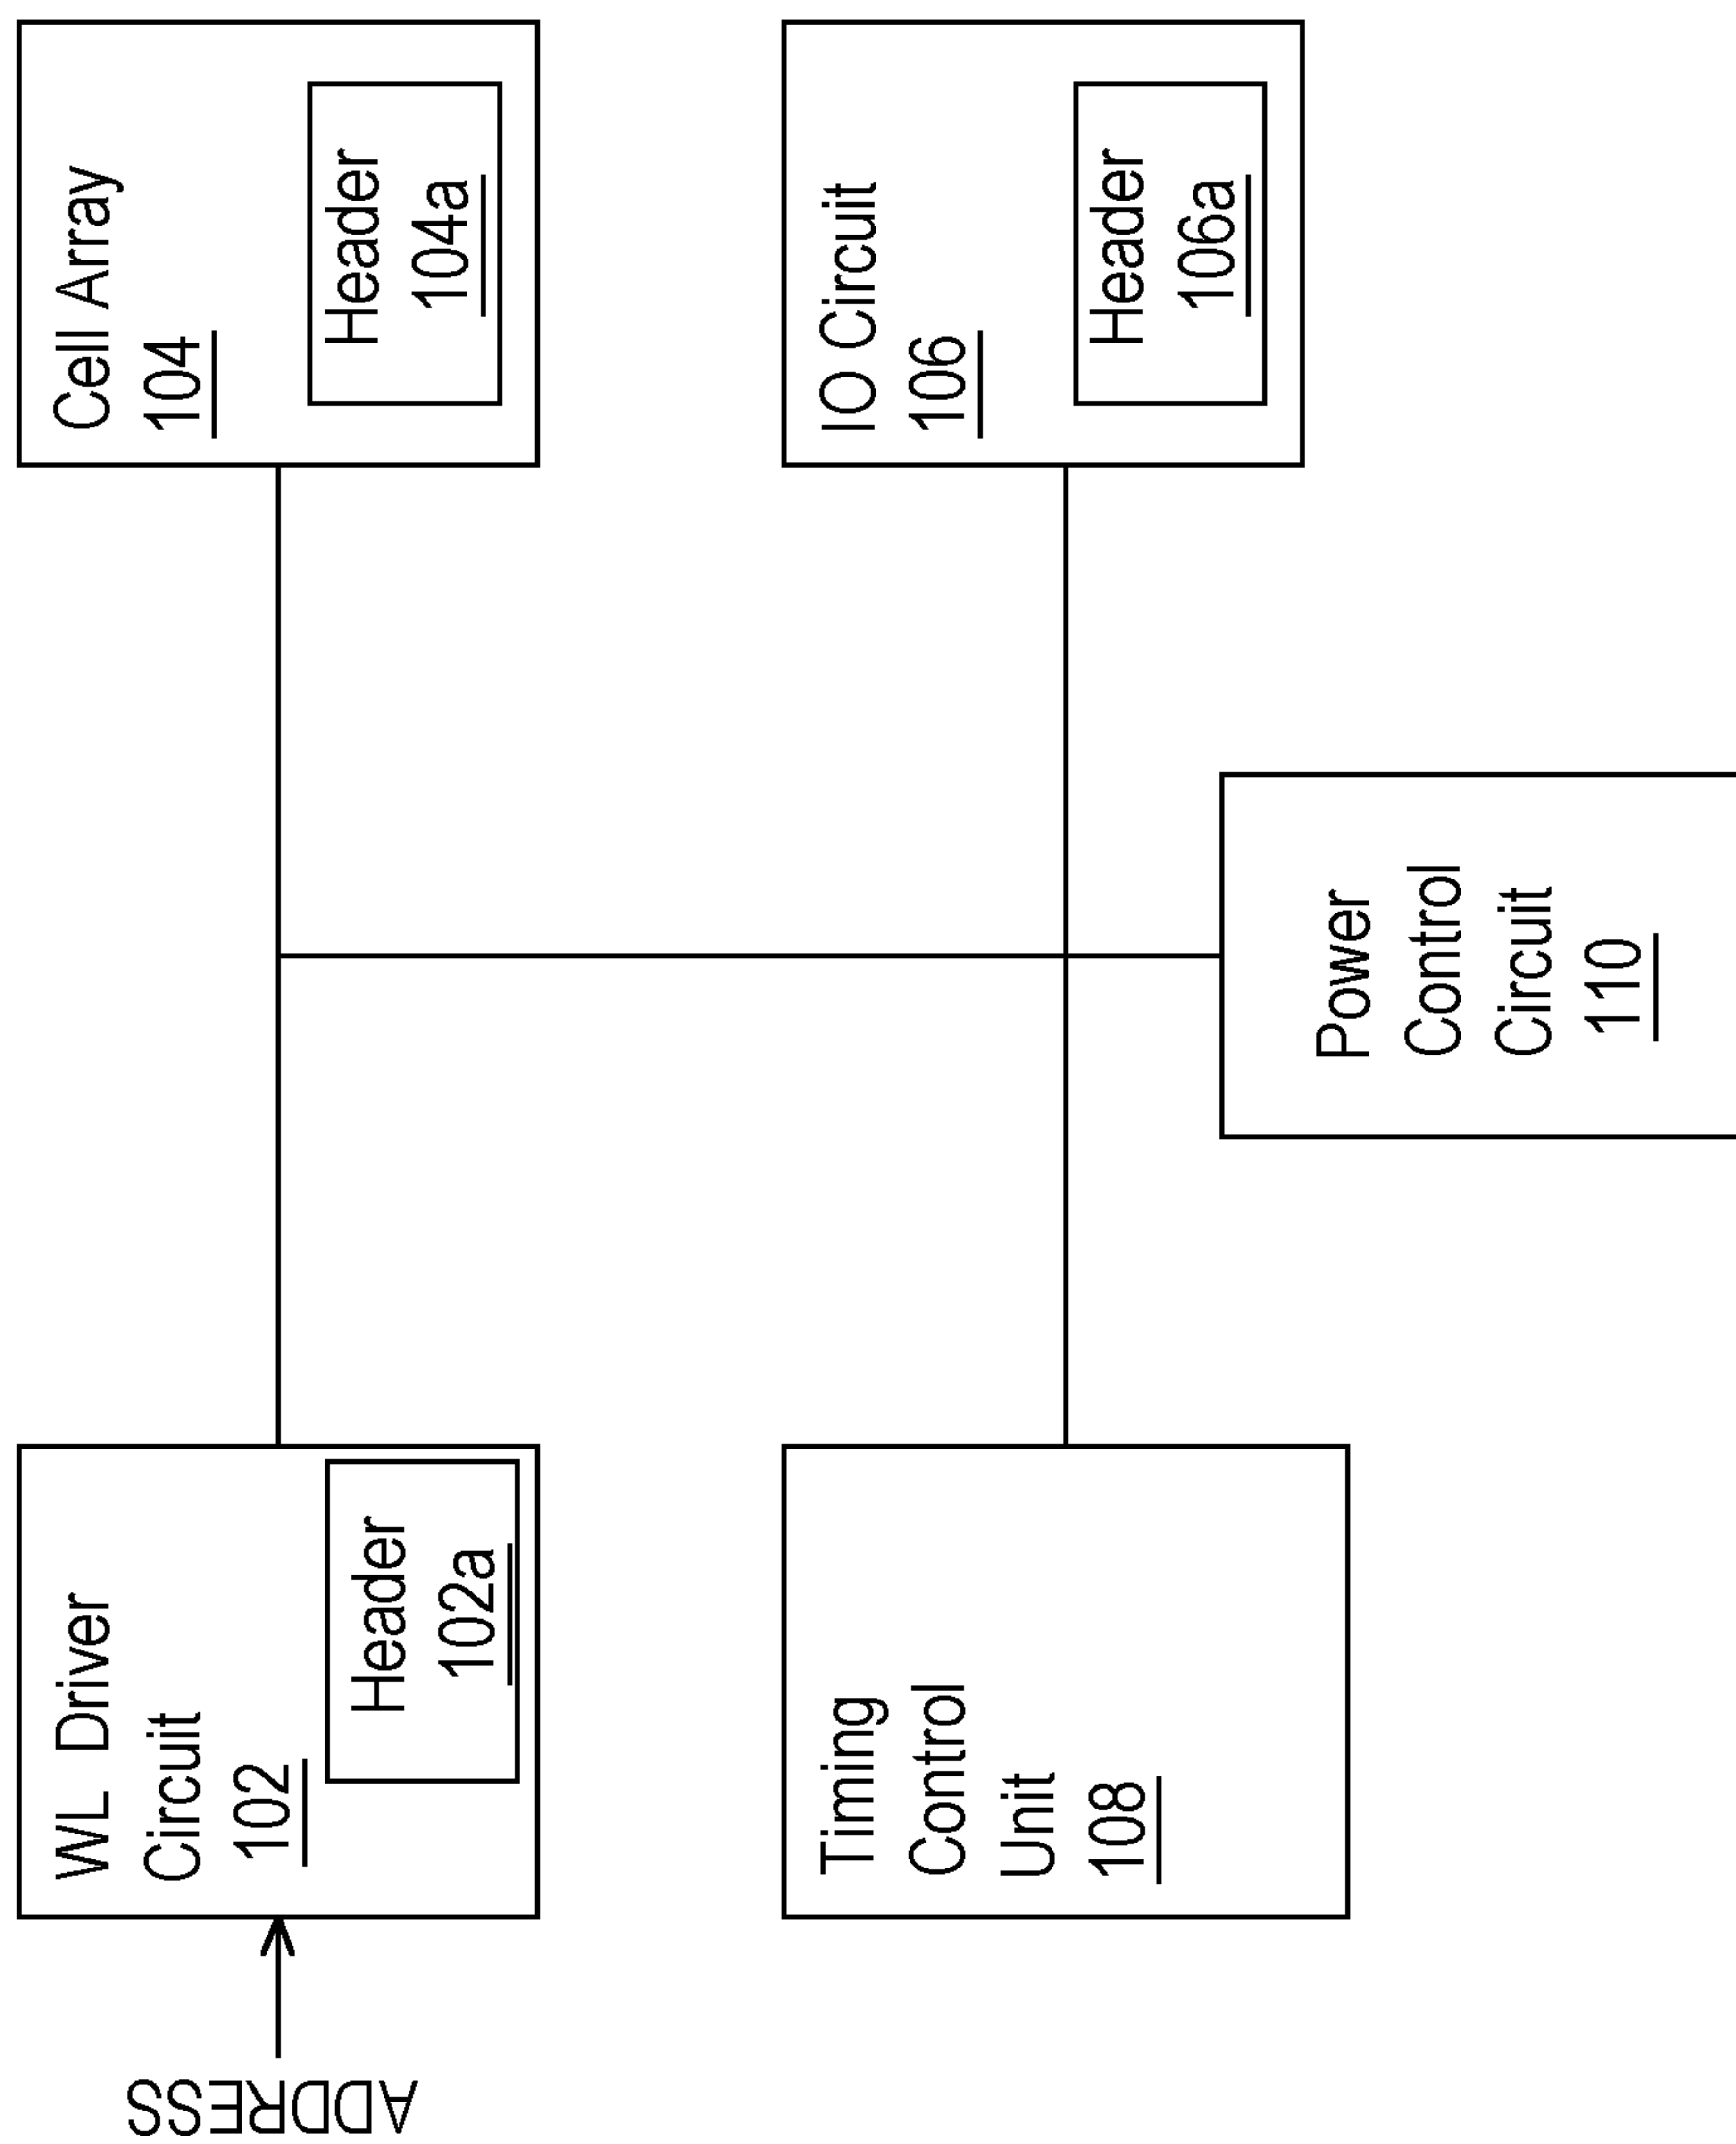 ADDRESS
WL Driver
Circuit
102
Header
102a
Cell Array
104
Header
104a
Timing
Control
Unit
108
IO Circuit
106
Header
106a
Power
Control
Circuit
110